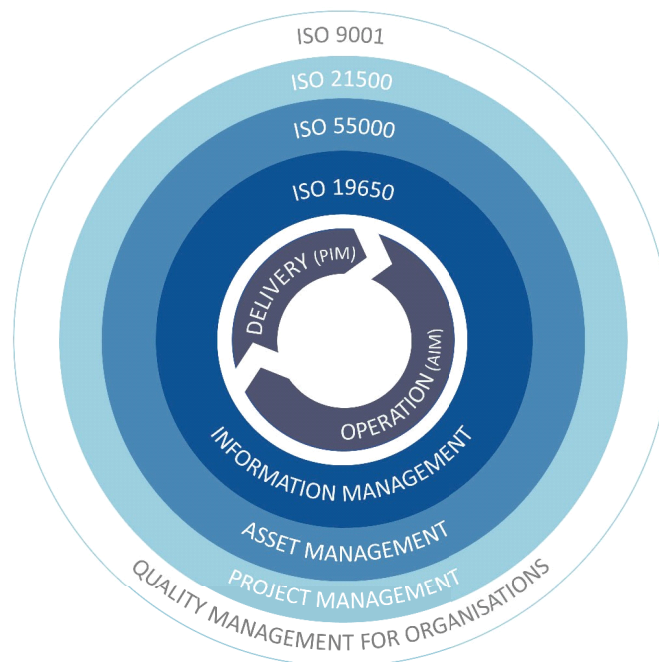 ISO 9001
ISO 21500
ISO 55000
ISO 19650
DELIVERY (PIM)
OPERATION (AIM)
INFORMATION MANAGEMENT
ASSET MANAGEMENT
PROJECT MANAGEMENT
QUALITY MANAGEMENT FOR ORGANISATIONS